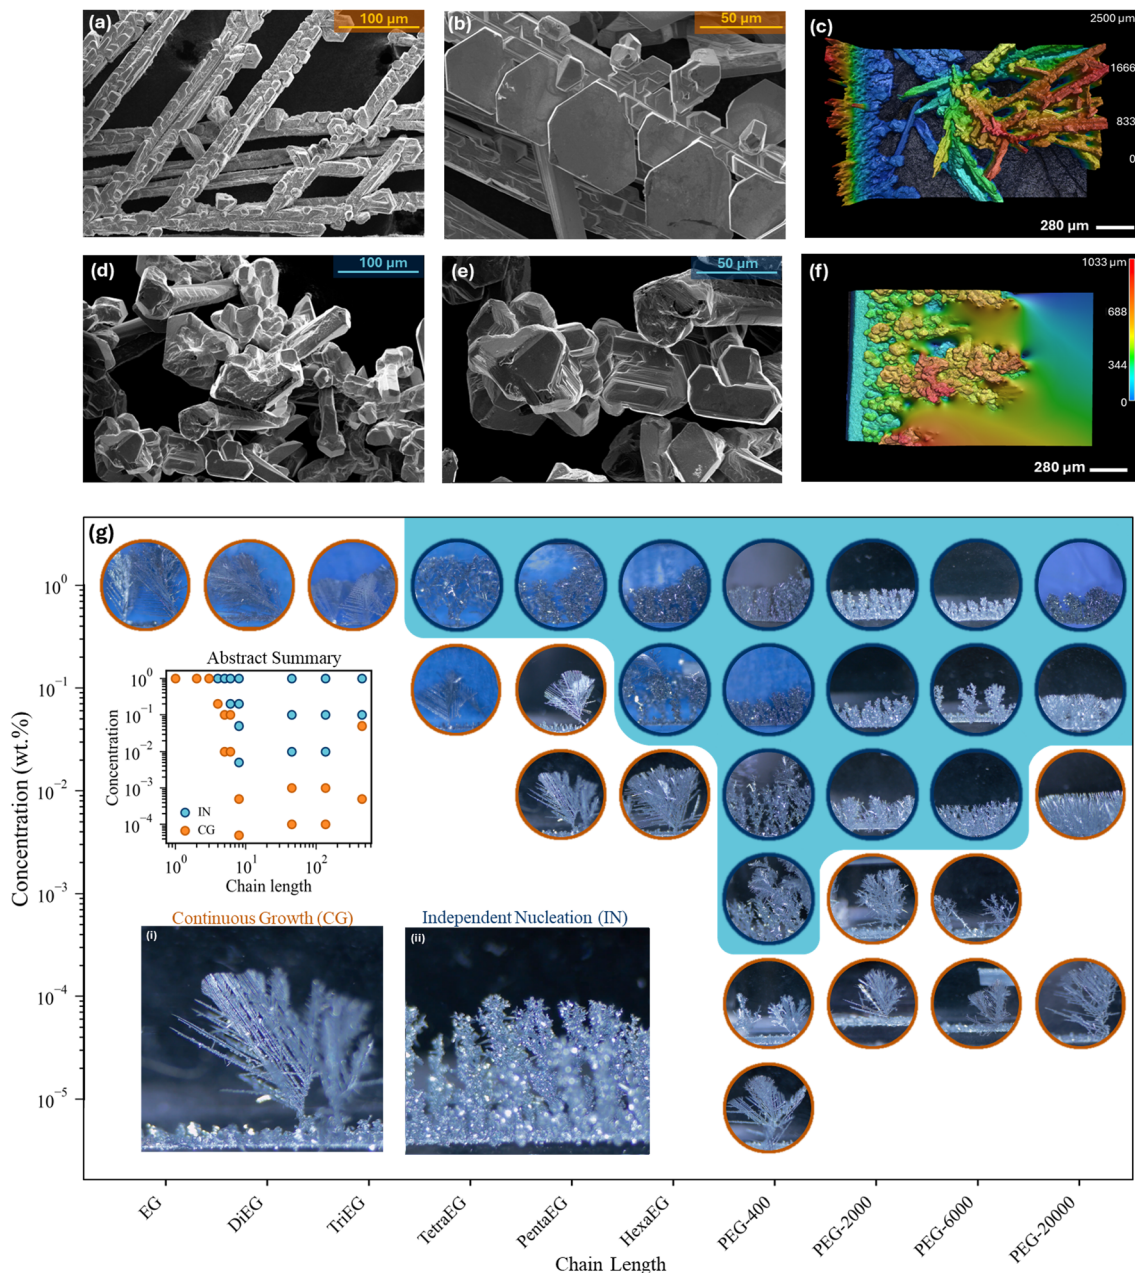 (a)
100 µm
(b)
50 µm
(c)
2500 µm
1666
833
0
280 µm
(d)
100 µm
(e)
50 µm
(f)
1033 µm
688
344
0
280 µm
(g)
Concentration (wt.%)
10⁰
10⁻¹
10⁻²
10⁻³
10⁻⁴
10⁻⁵
Abstract Summary
Concentration
10⁰
10⁻¹
10⁻²
10⁻³
10⁻⁴
IN
CG
10⁰
10¹
10²
Chain length
Continuous Growth (CG)
(i)
Independent Nucleation (IN)
(ii)
EG
DiEG
TriEG
TetraEG
PentaEG
HexaEG
PEG-400
PEG-2000
PEG-6000
PEG-20000
Chain Length